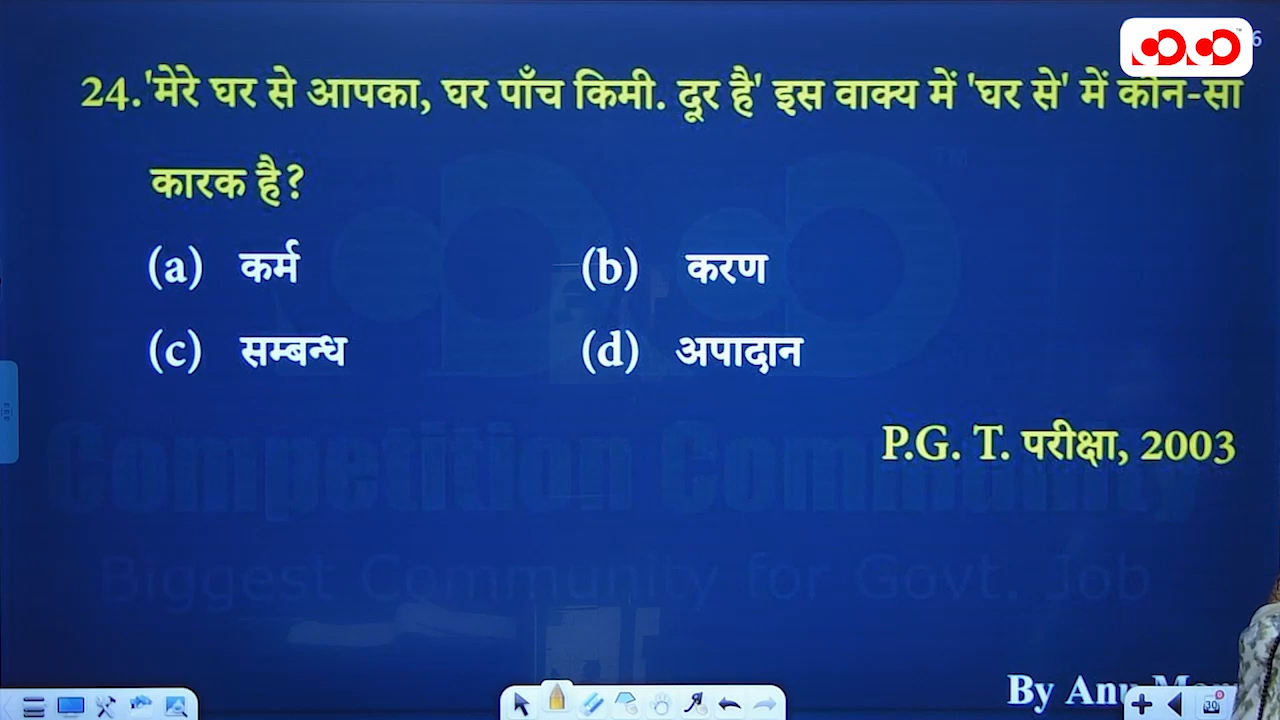 24.'मेरे घर से आपका, घर पाँच किमी. दूर है' इस वाक्य में 'घर से' में कौन-सा
कारक है?
(a) कर्म (b) करण
(c) सम्बन्ध (d) अपादान
P.G. T. परीक्षा, 2003
Competition Community
Biggest Community for Govt. Job
By